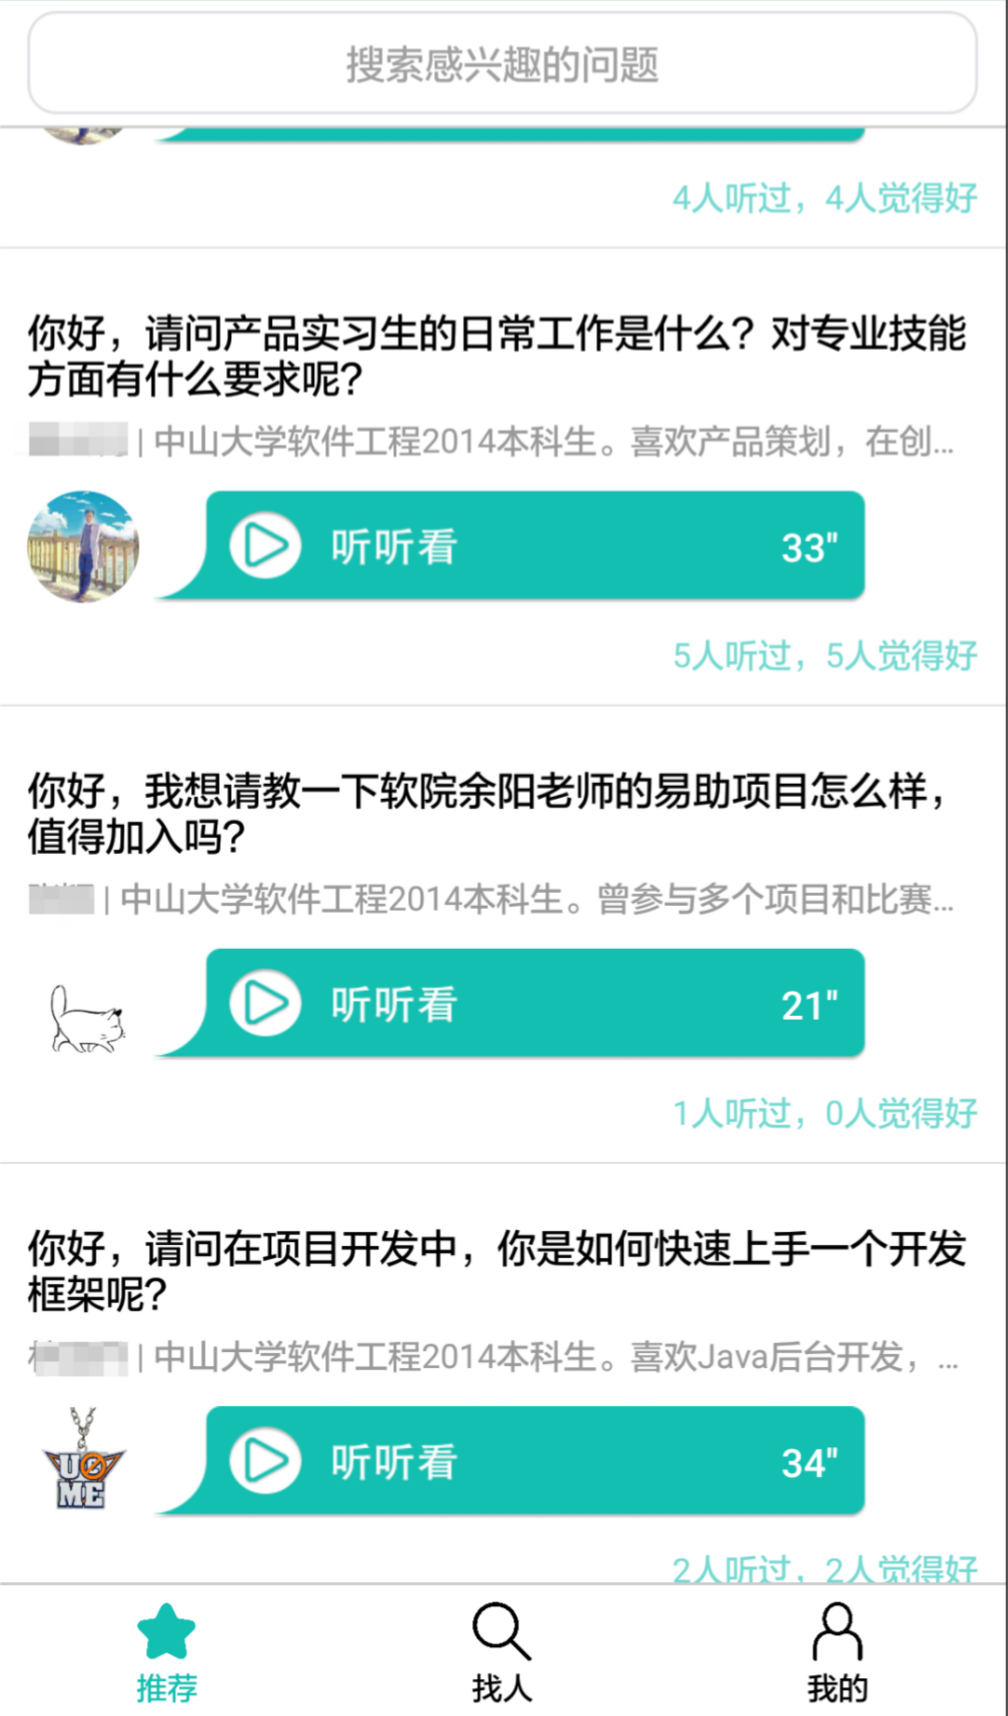 搜索感兴趣的问题
4人听过，4人觉得好
你好，请问产品实习生的日常工作是什么？对专业技能
方面有什么要求呢？
| 中山大学软件工程2014本科生。喜欢产品策划，在创...
听听看 33"
5人听过，5人觉得好
你好，我想请教一下软院余阳老师的易助项目怎么样，
值得加入吗？
| 中山大学软件工程2014本科生。曾参与多个项目和比赛...
听听看 21"
1人听过，0人觉得好
你好，请问在项目开发中，你是如何快速上手一个开发
框架呢？
| 中山大学软件工程2014本科生。喜欢Java后台开发，...
U
ME
听听看 34"
2人听过，2人觉得好
推荐 找人 我的